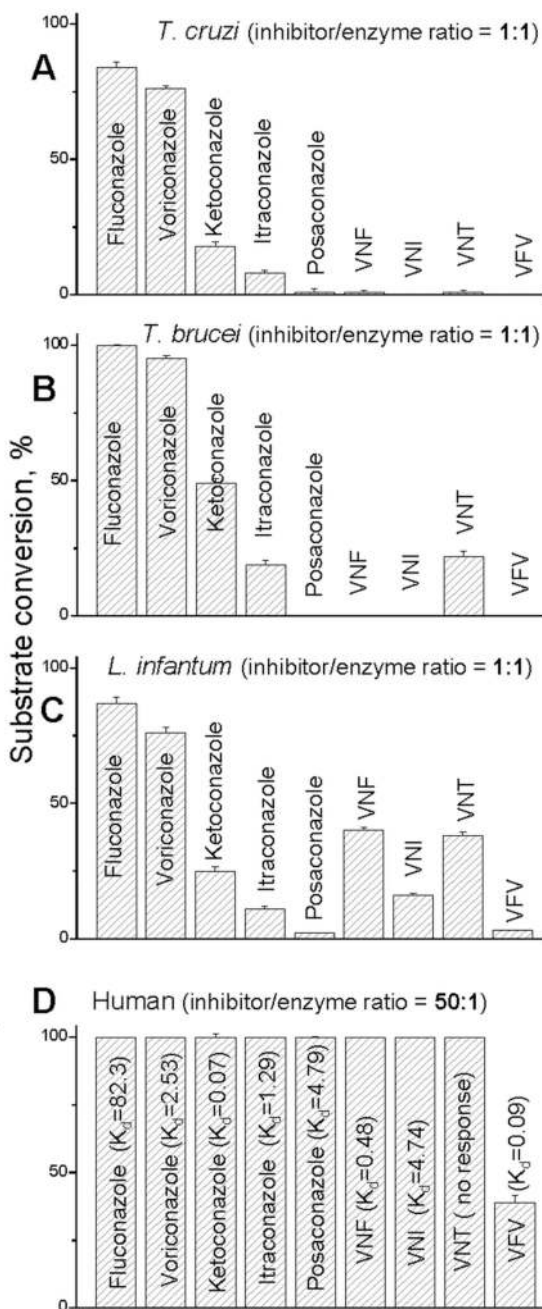 Substrate conversion, %
A
T. cruzi (inhibitor/enzyme ratio = 1:1)
100
50
0
Fluconazole
Voriconazole
Ketoconazole
Itraconazole
Posaconazole
VNF
VNI
VNT
VFV
B
T. brucei (inhibitor/enzyme ratio = 1:1)
100
50
0
Fluconazole
Voriconazole
Ketoconazole
Itraconazole
Posaconazole
VNF
VNI
VNT
VFV
C
L. infantum (inhibitor/enzyme ratio = 1:1)
100
50
0
Fluconazole
Voriconazole
Ketoconazole
Itraconazole
Posaconazole
VNF
VNI
VNT
VFV
D
Human (inhibitor/enzyme ratio = 50:1)
100
50
0
Fluconazole (Kd=82.3)
Voriconazole (Kd=2.53)
Ketoconazole (Kd=0.07)
Itraconazole (Kd=1.29)
Posaconazole (Kd=4.79)
VNF (Kd=0.48)
VNI (Kd=4.74)
VNT ( no response)
VFV (Kd=0.09)